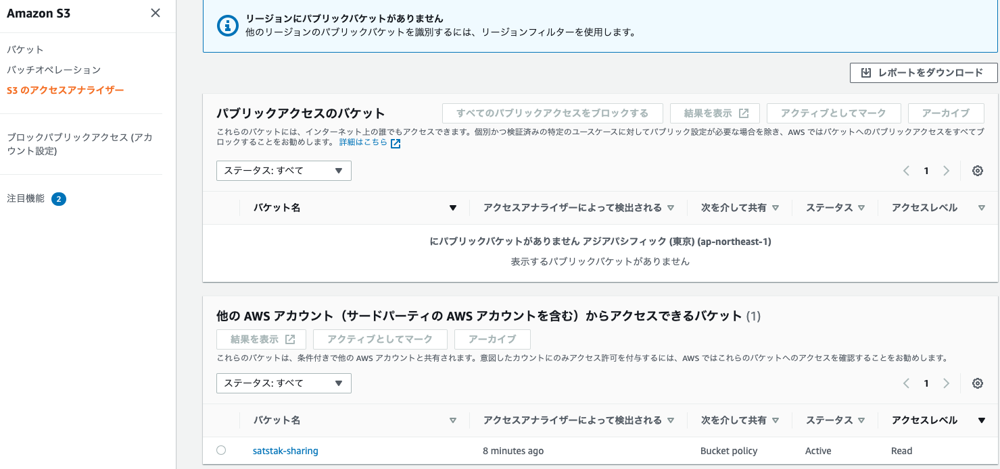 Amazon S3
バケット
バッチオペレーション
S3 のアクセスアナライザー
ブロックパブリックアクセス (アカ
ウント設定)
注目機能 2
リージョンにパブリックバケットがありません
他のリージョンのパブリックバケットを識別するには、リージョンフィルターを使用します。
レポートをダウンロード
パブリックアクセスのバケット
すべてのパブリックアクセスをブロックする
結果を表示
アクティブとしてマーク
アーカイブ
これらのバケットには、インターネット上の誰でもアクセスできます。個別かつ検証済みの特定のユースケースに対してパブリック設定が必要な場合を除き、AWS ではバケットへのパブリックアクセスをすべてブ
ロックすることをお勧めします。 詳細はこちら
ステータス: すべて
1
バケット名 アクセスアナライザーによって検出される 次を介して共有 ステータス アクセスレベル
にパブリックバケットがありません アジアパシフィック (東京) (ap-northeast-1)
表示するパブリックバケットがありません
他の AWS アカウント（サードパーティの AWS アカウントを含む）からアクセスできるバケット (1)
結果を表示
アクティブとしてマーク
アーカイブ
これらのバケットは、条件付きで他の AWS アカウントと共有されます。意図したカウントにのみアクセス許可を付与するには、AWS ではこれらのバケットへのアクセスを確認することをお勧めします。
ステータス: すべて
1
バケット名 アクセスアナライザーによって検出される 次を介して共有 ステータス アクセスレベル
satstak-sharing 8 minutes ago Bucket policy Active Read